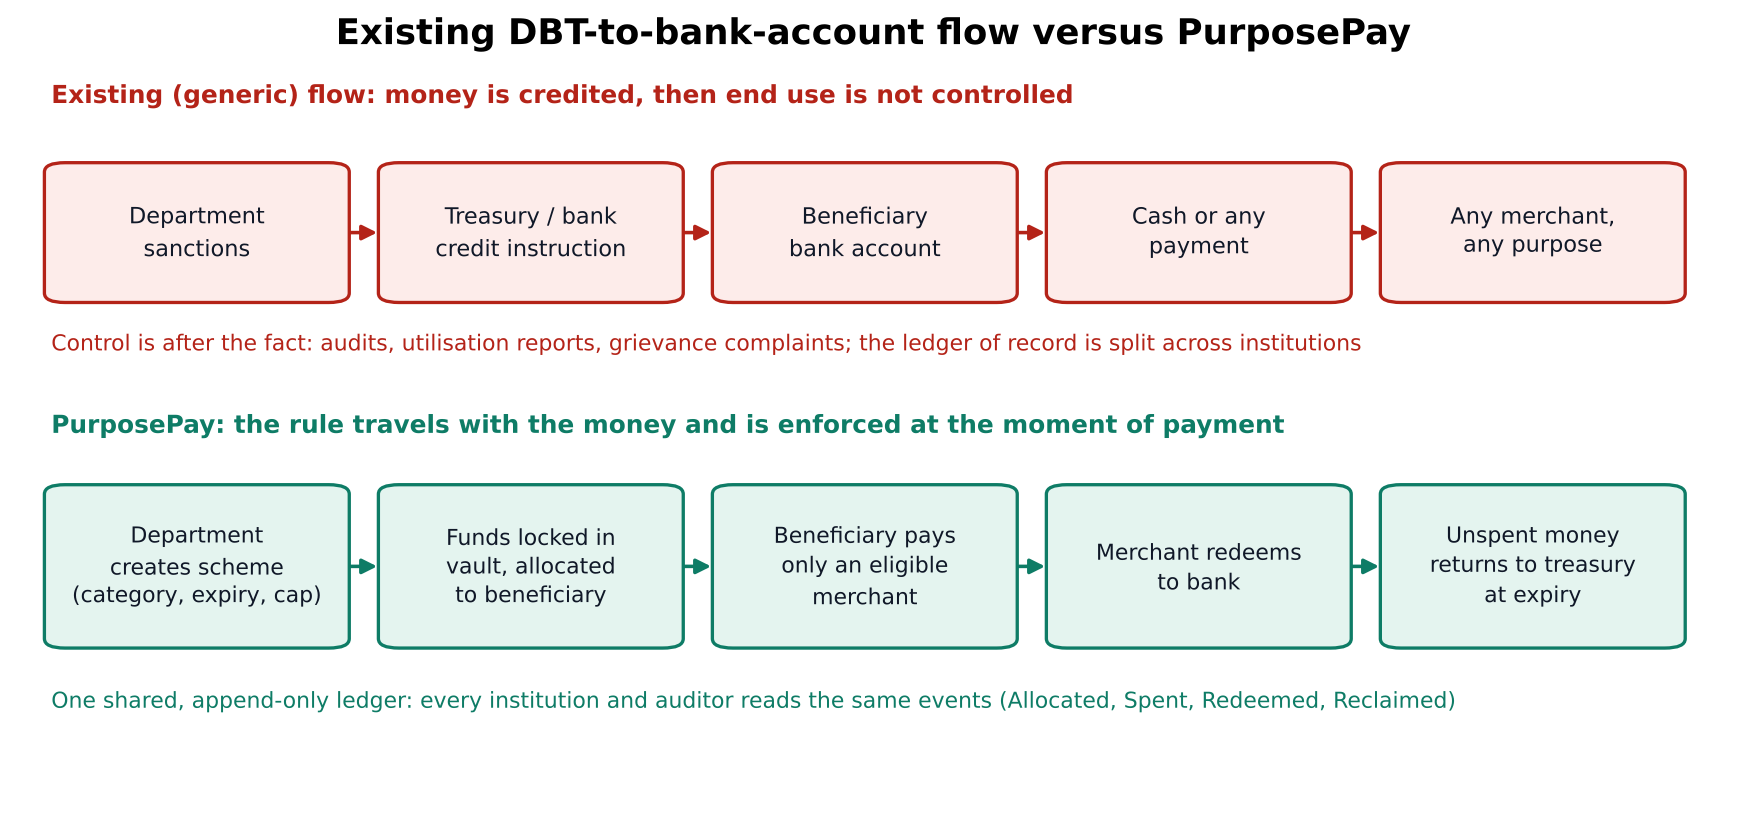 Existing DBT-to-bank-account flow versus PurposePay
Existing (generic) flow: money is credited, then end use is not controlled
Department
sanctions
Treasury / bank
credit instruction
Beneficiary
bank account
Cash or any
payment
Any merchant,
any purpose
Control is after the fact: audits, utilisation reports, grievance complaints; the ledger of record is split across institutions
PurposePay: the rule travels with the money and is enforced at the moment of payment
Department
creates scheme
(category, expiry, cap)
Funds locked in
vault, allocated
to beneficiary
Beneficiary pays
only an eligible
merchant
Merchant redeems
to bank
Unspent money
returns to treasury
at expiry
One shared, append-only ledger: every institution and auditor reads the same events (Allocated, Spent, Redeemed, Reclaimed)